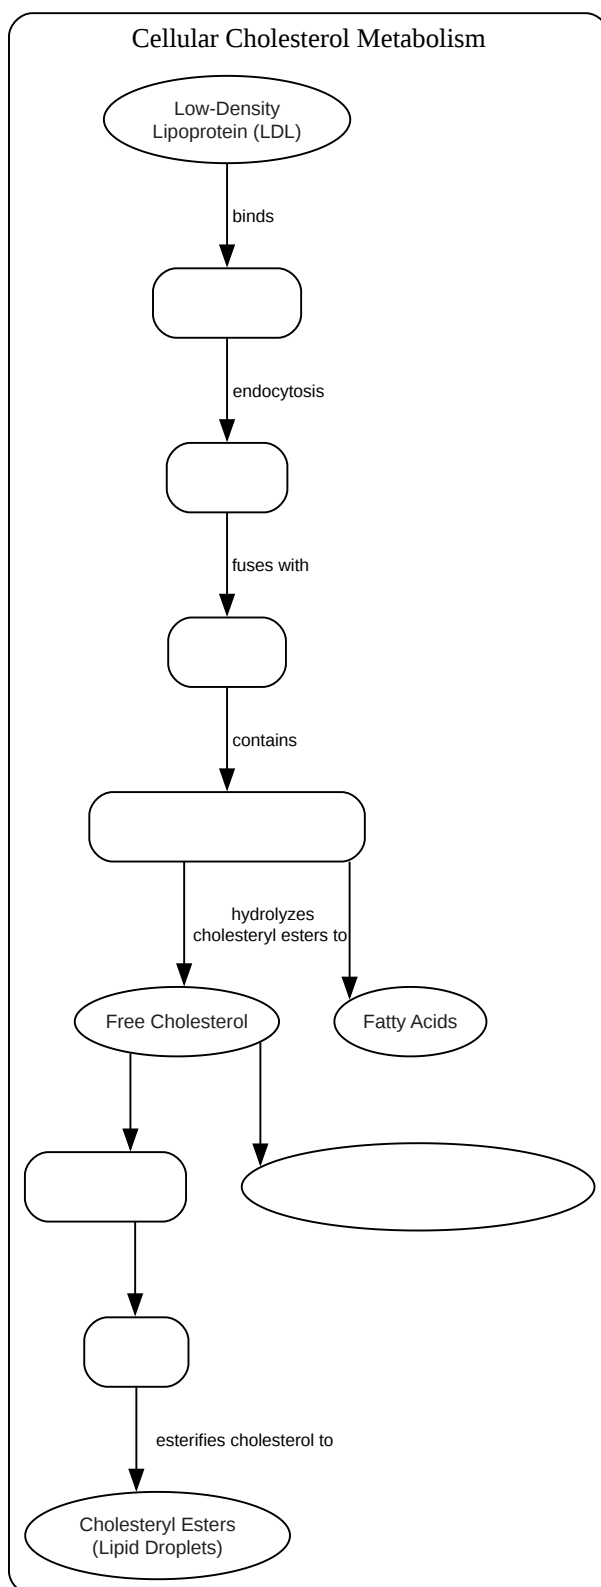 Cellular Cholesterol Metabolism
Low-Density
Lipoprotein (LDL)
binds
endocytosis
fuses with
contains
hydrolyzes
cholesteryl esters to
Free Cholesterol
Fatty Acids
esterifies cholesterol to
Cholesteryl Esters
(Lipid Droplets)